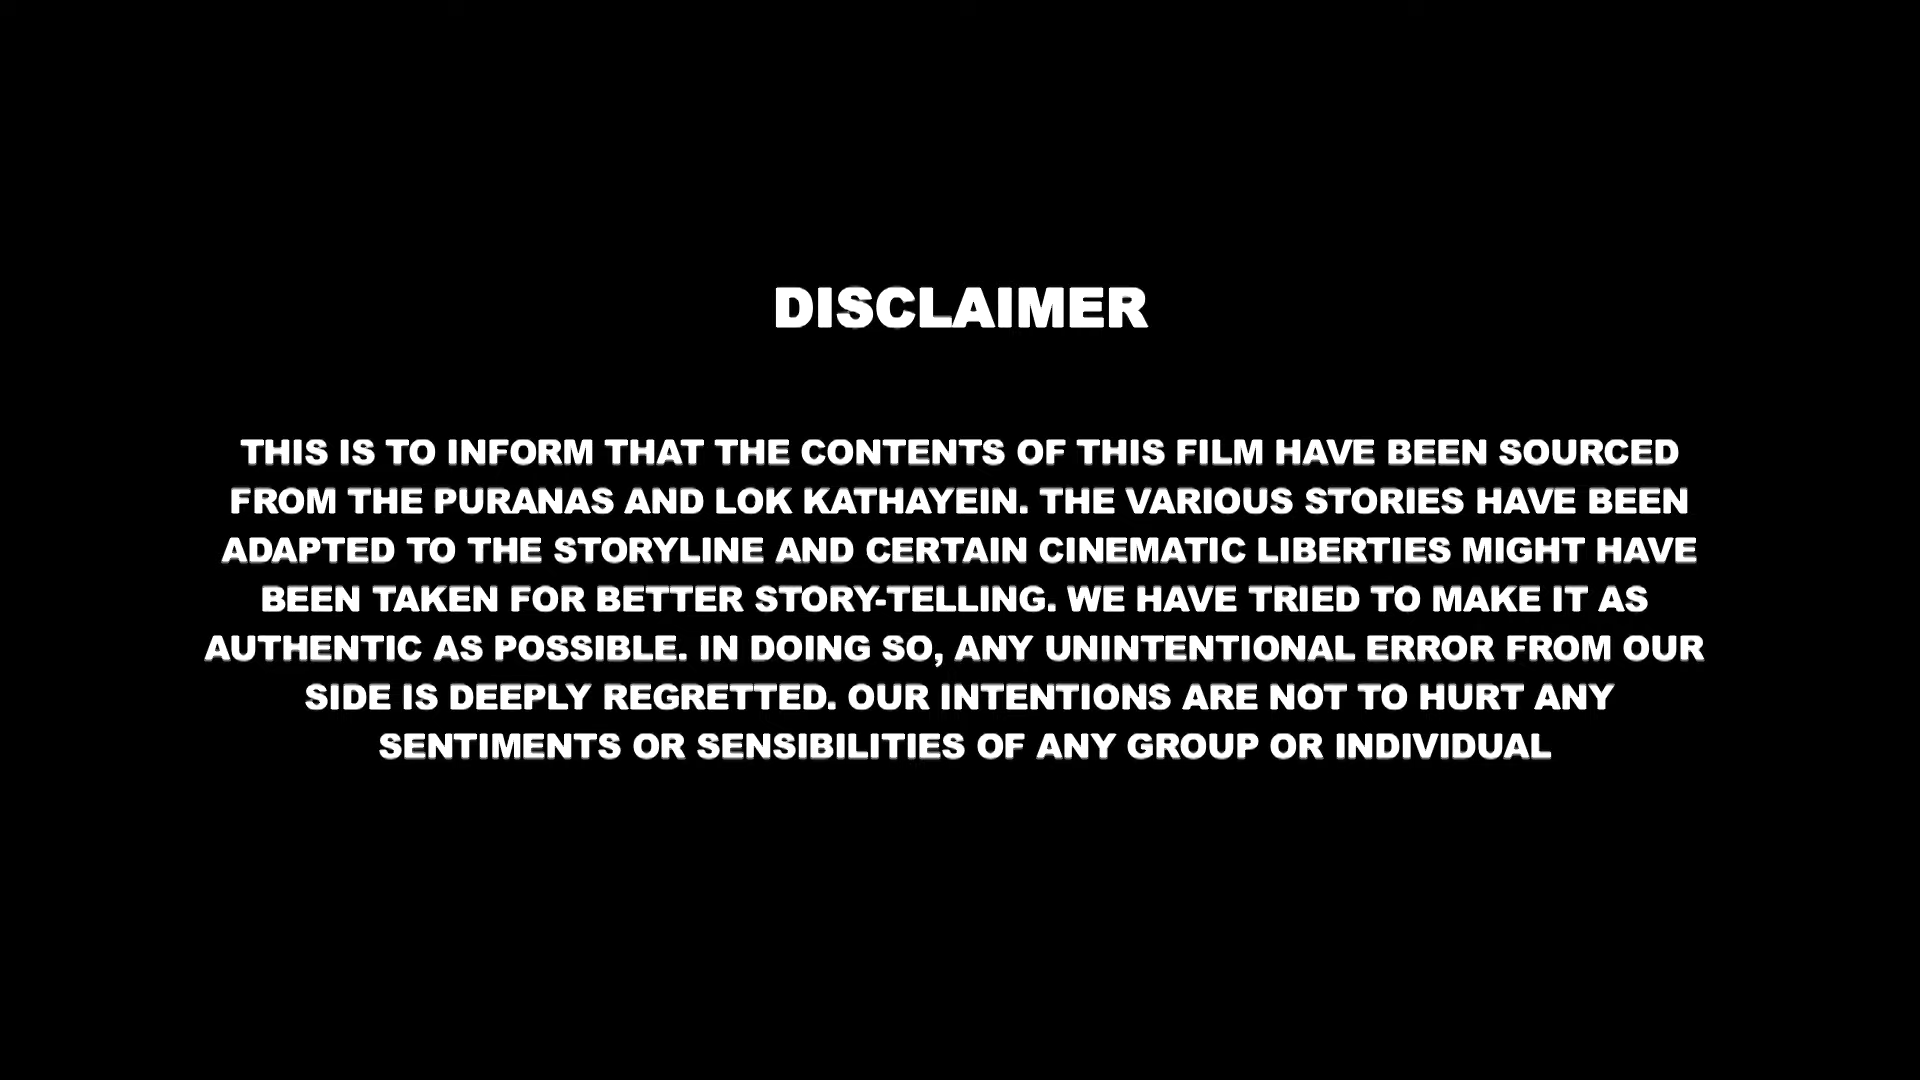 DISCLAIMER
THIS IS TO INFORM THAT THE CONTENTS OF THIS FILM HAVE BEEN SOURCED
FROM THE PURANAS AND LOK KATHAYEIN. THE VARIOUS STORIES HAVE BEEN
ADAPTED TO THE STORYLINE AND CERTAIN CINEMATIC LIBERTIES MIGHT HAVE
BEEN TAKEN FOR BETTER STORY-TELLING. WE HAVE TRIED TO MAKE IT AS
AUTHENTIC AS POSSIBLE. IN DOING SO, ANY UNINTENTIONAL ERROR FROM OUR
SIDE IS DEEPLY REGRETTED. OUR INTENTIONS ARE NOT TO HURT ANY
SENTIMENTS OR SENSIBILITIES OF ANY GROUP OR INDIVIDUAL